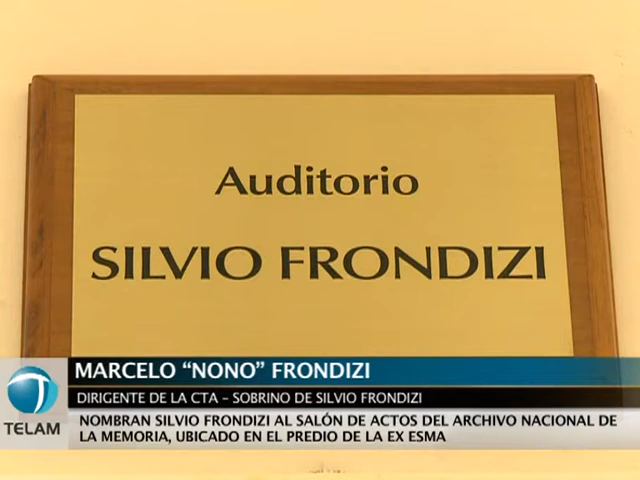 Auditorio
SILVIO FRONDIZI
MARCELO “NONO” FRONDIZI
DIRIGENTE DE LA CTA – SOBRINO DE SILVIO FRONDIZI
NOMBRAN SILVIO FRONDIZI AL SALÓN DE ACTOS DEL ARCHIVO NACIONAL DE
LA MEMORIA, UBICADO EN EL PREDIO DE LA EX ESMA
TELAM